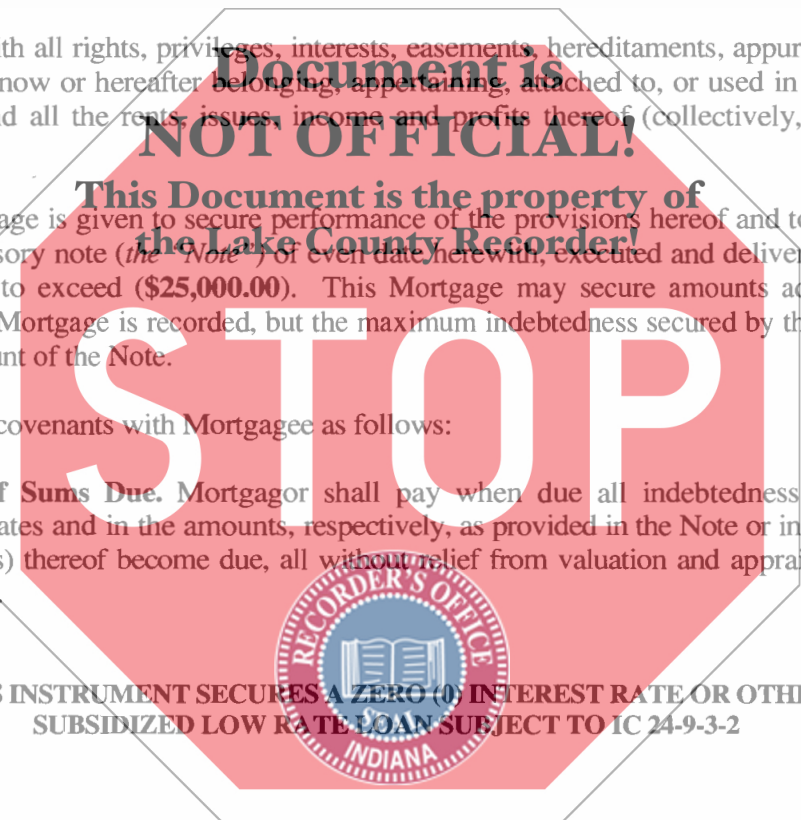 th all rights, privileges, interests, easements, hereditaments, appur
now or hereafter belonging, appertaining, attached to, or used in
d all the rents, issues, income and profits thereof (collectively,
Document is
NOT OFFICIAL!
This Document is the property of
the Lake County Recorder!
age is given to secure performance of the provisions hereof and to
sory note (the "Note") of even date herewith, executed and deliver
to exceed ($25,000.00). This Mortgage may secure amounts ad
Mortgage is recorded, but the maximum indebtedness secured by th
nt of the Note.
STOP
covenants with Mortgagee as follows:
f Sums Due. Mortgagor shall pay when due all indebtedness
ates and in the amounts, respectively, as provided in the Note or in
s) thereof become due, all without relief from valuation and apprai
RECORDER'S OFFICE
SEAL
INDIANA
S INSTRUMENT SECURES A ZERO (0) INTEREST RATE OR OTHE
SUBSIDIZED LOW RATE LOAN SUBJECT TO IC 24-9-3-2